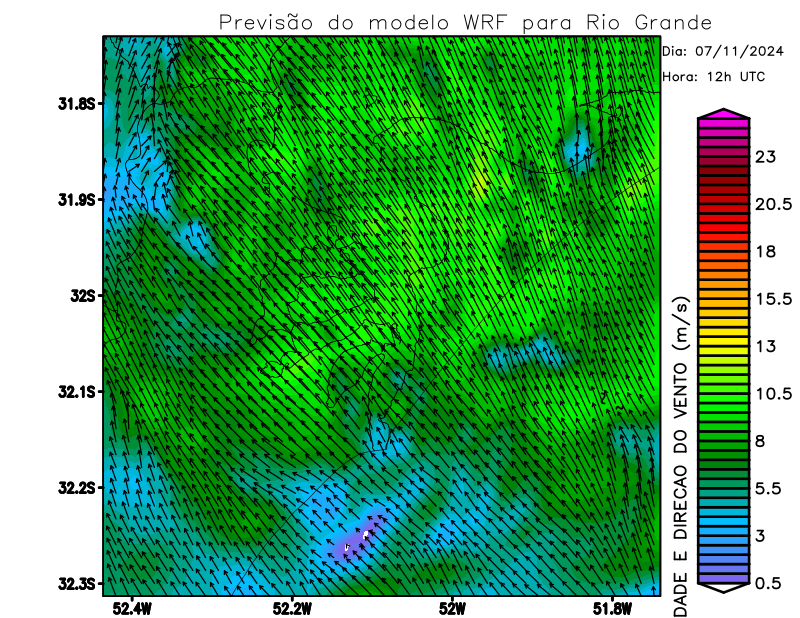 Previsão do modelo WRF para Rio Grande
Dia: 07/11/2024
Hora: 12h UTC
31.8S
31.9S
32S
32.1S
32.2S
32.3S
52.4W
52.2W
52W
51.8W
23
20.5
18
15.5
13
10.5
8
5.5
3
0.5
DADE E DIRECAO DO VENTO (m/s)